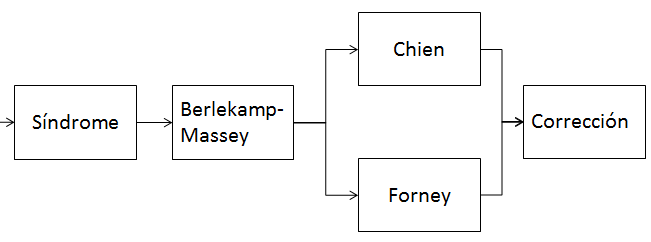 Síndrome
Berlekamp-
Massey
Chien
Forney
Corrección